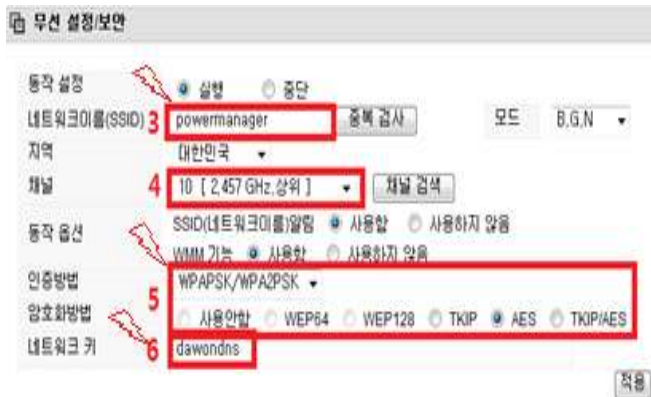 무선 설정/보안
동작 설정 실행 중단
네트워크이름(SSID) 3 powermanager 중복 검사 모드 B,G,N
지역 대한민국
채널 4 10 [ 2,457 GHz,상위 ] 채널 검색
동작 옵션 SSID(네트워크이름)알림 사용함 사용하지 않음
WMM 기능 사용함 사용하지 않음
인증방법 5 WPAPSK/WPA2PSK
암호화방법 사용안함 WEP64 WEP128 TKIP AES TKIP/AES
네트워크 키 6 dawondns
적용